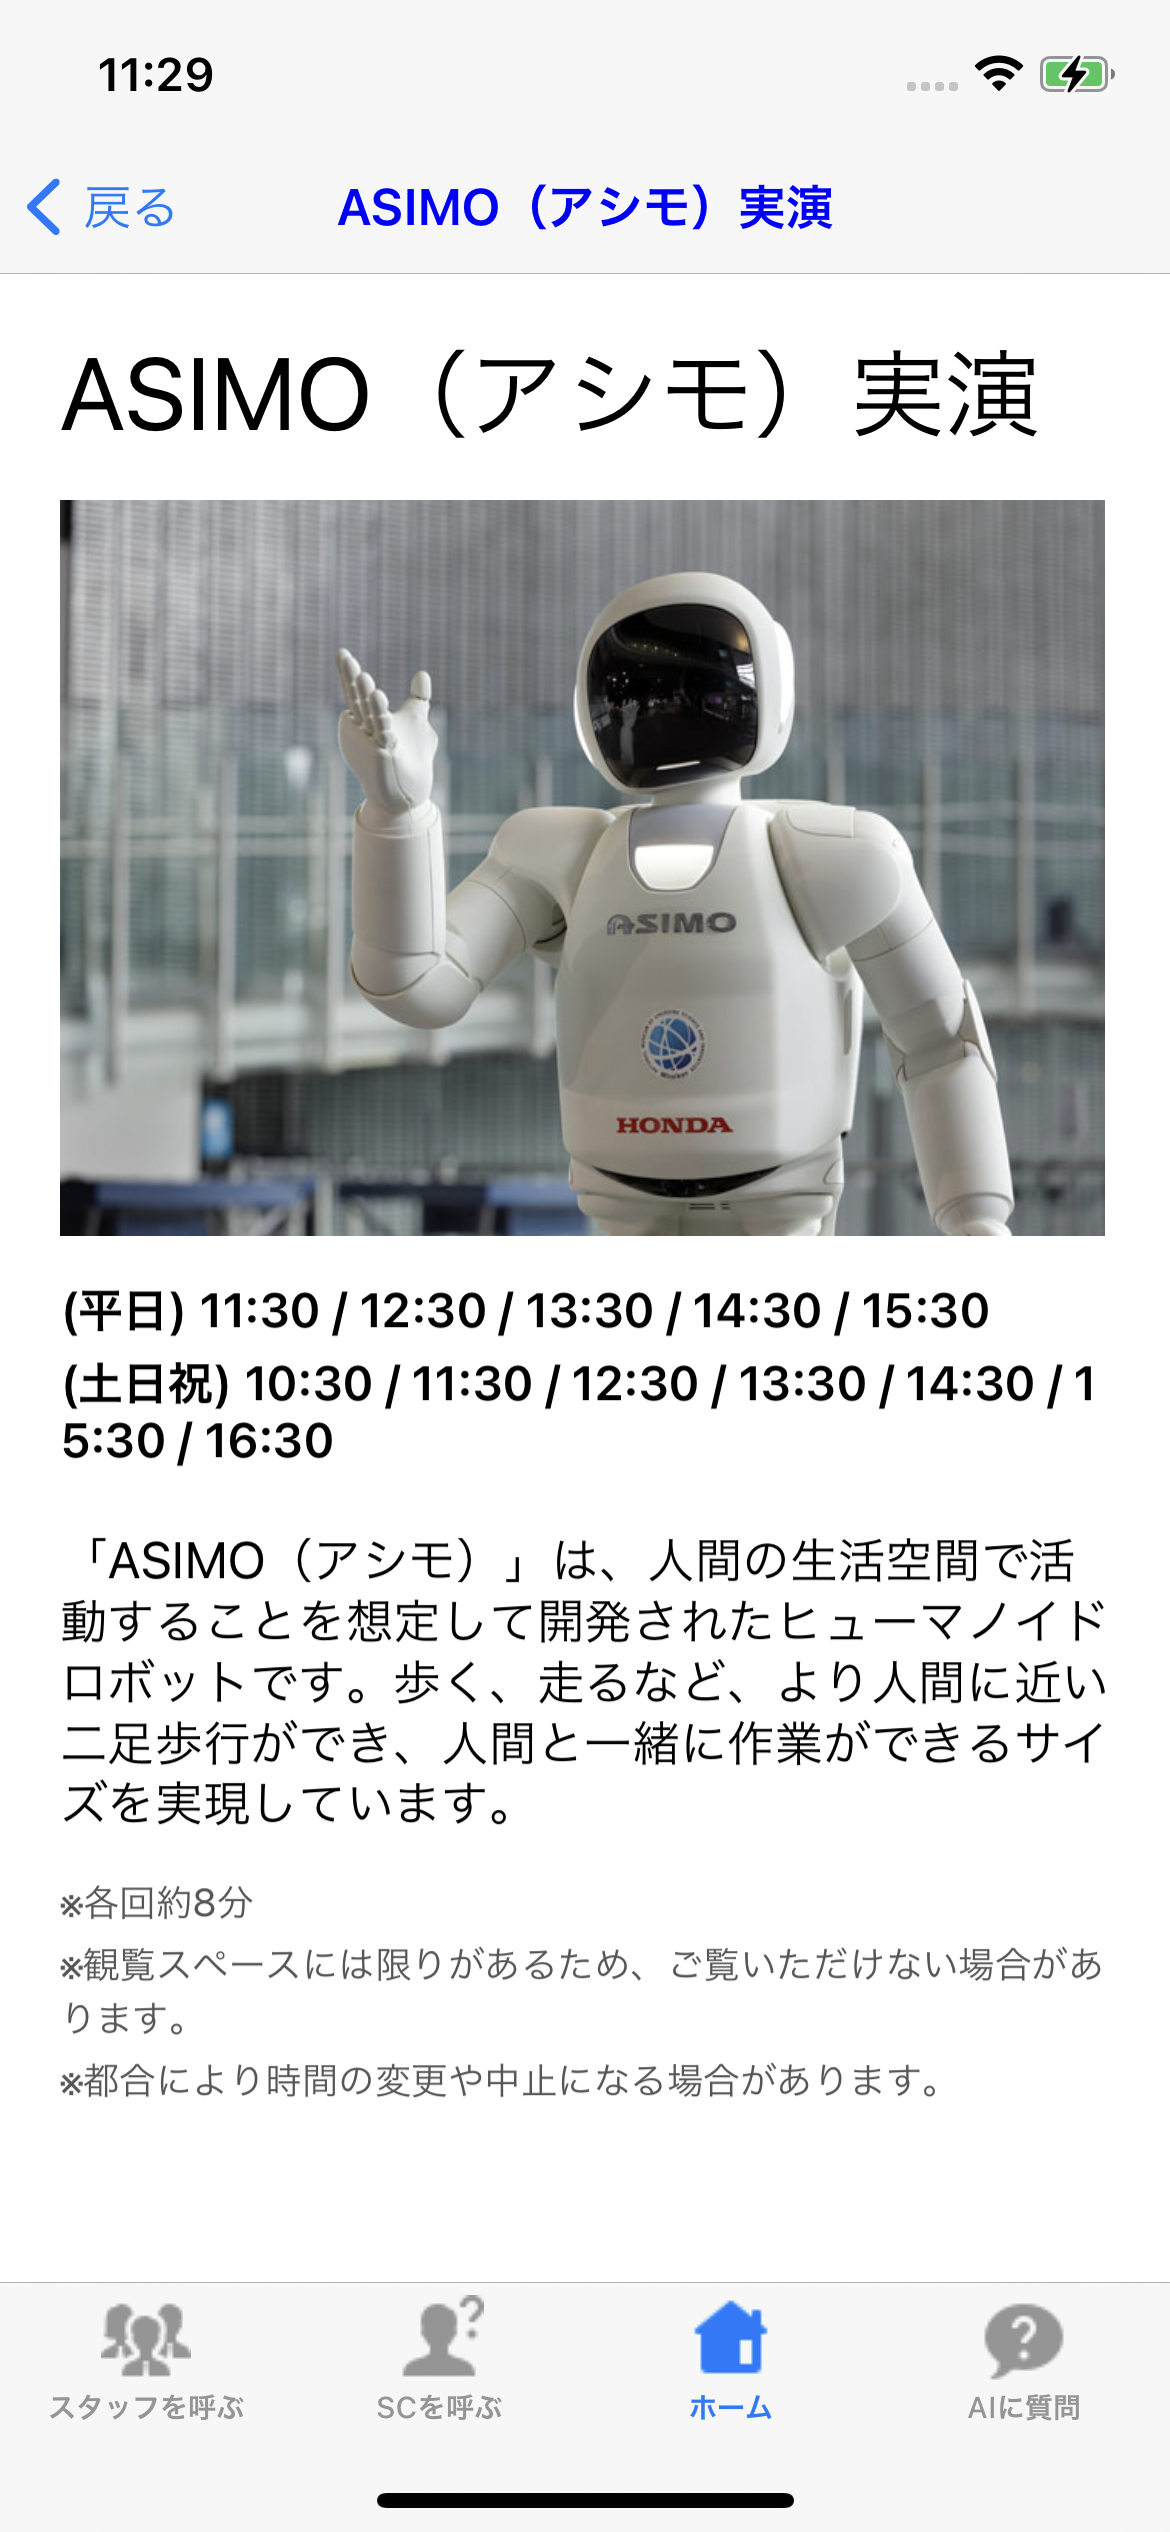 11:29
戻る
ASIMO（アシモ）実演
ASIMO（アシモ）実演
ASIMO
HONDA
(平日) 11:30 / 12:30 / 13:30 / 14:30 / 15:30
(土日祝) 10:30 / 11:30 / 12:30 / 13:30 / 14:30 / 1
5:30 / 16:30
「ASIMO（アシモ）」は、人間の生活空間で活
動することを想定して開発されたヒューマノイド
ロボットです。歩く、走るなど、より人間に近い
二足歩行ができ、人間と一緒に作業ができるサイ
ズを実現しています。
※各回約8分
※観覧スペースには限りがあるため、ご覧いただけない場合があ
ります。
※都合により時間の変更や中止になる場合があります。
スタッフを呼ぶ
SCを呼ぶ
ホーム
AIに質問